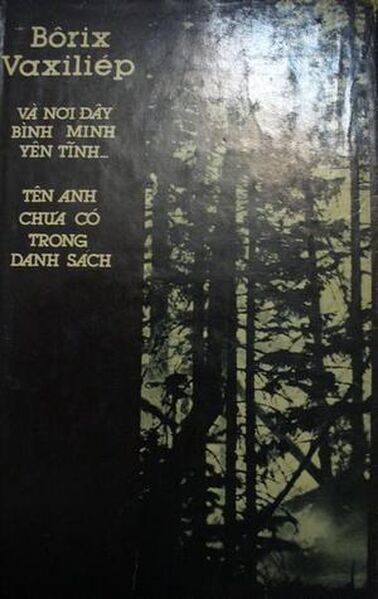 Bôrix
Vaxiliép
VÀ NƠI ĐÂY
BÌNH MINH
YÊN TĨNH...
TÊN ANH
CHƯA CÓ
TRONG
DANH SÁCH